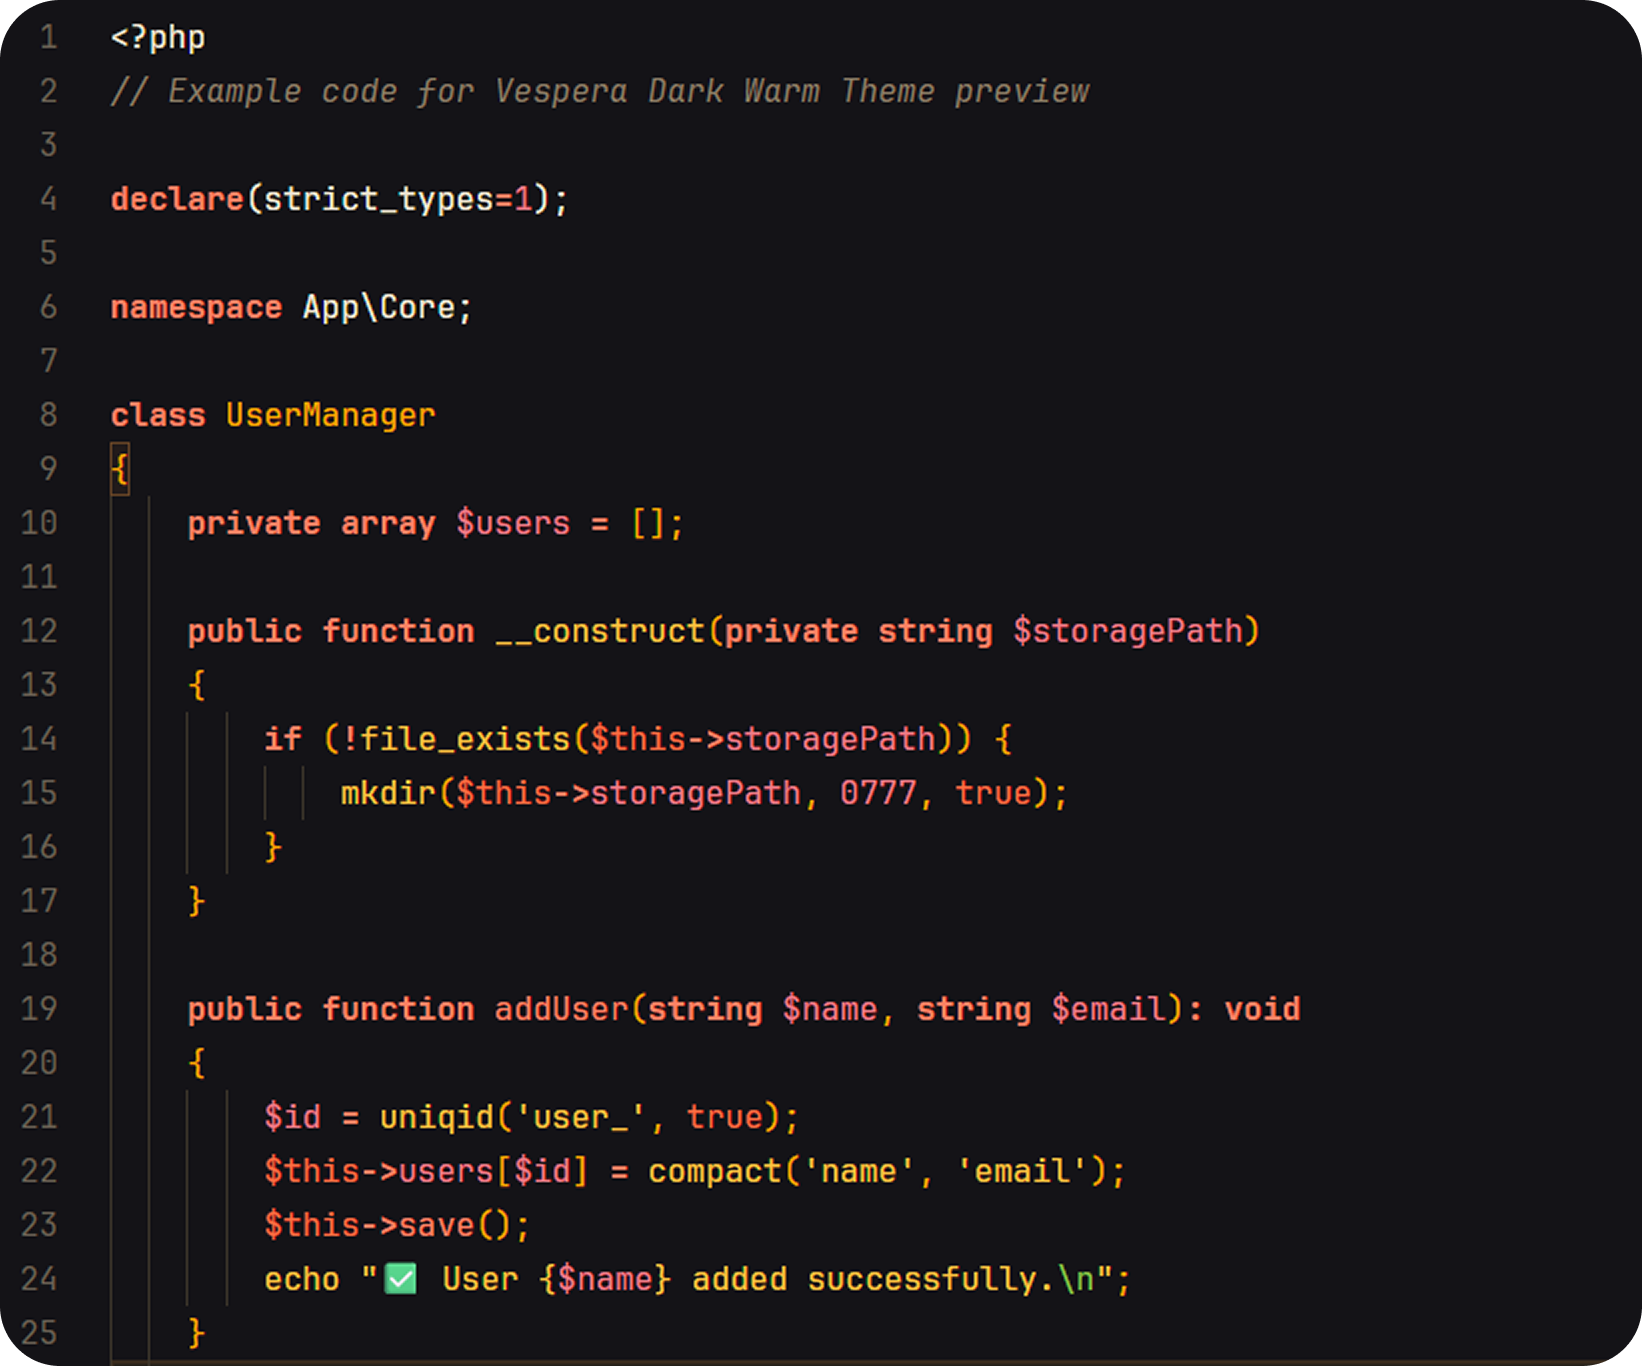 1 <?php
2 // Example code for Vespera Dark Warm Theme preview
3
4 declare(strict_types=1);
5
6 namespace App\Core;
7
8 class UserManager
9 {
10     private array $users = [];
11
12     public function __construct(private string $storagePath)
13     {
14         if (!file_exists($this->storagePath)) {
15             mkdir($this->storagePath, 0777, true);
16         }
17     }
18
19     public function addUser(string $name, string $email): void
20     {
21         $id = uniqid('user_', true);
22         $this->users[$id] = compact('name', 'email');
23         $this->save();
24         echo "✅ User {$name} added successfully.\n";
25     }